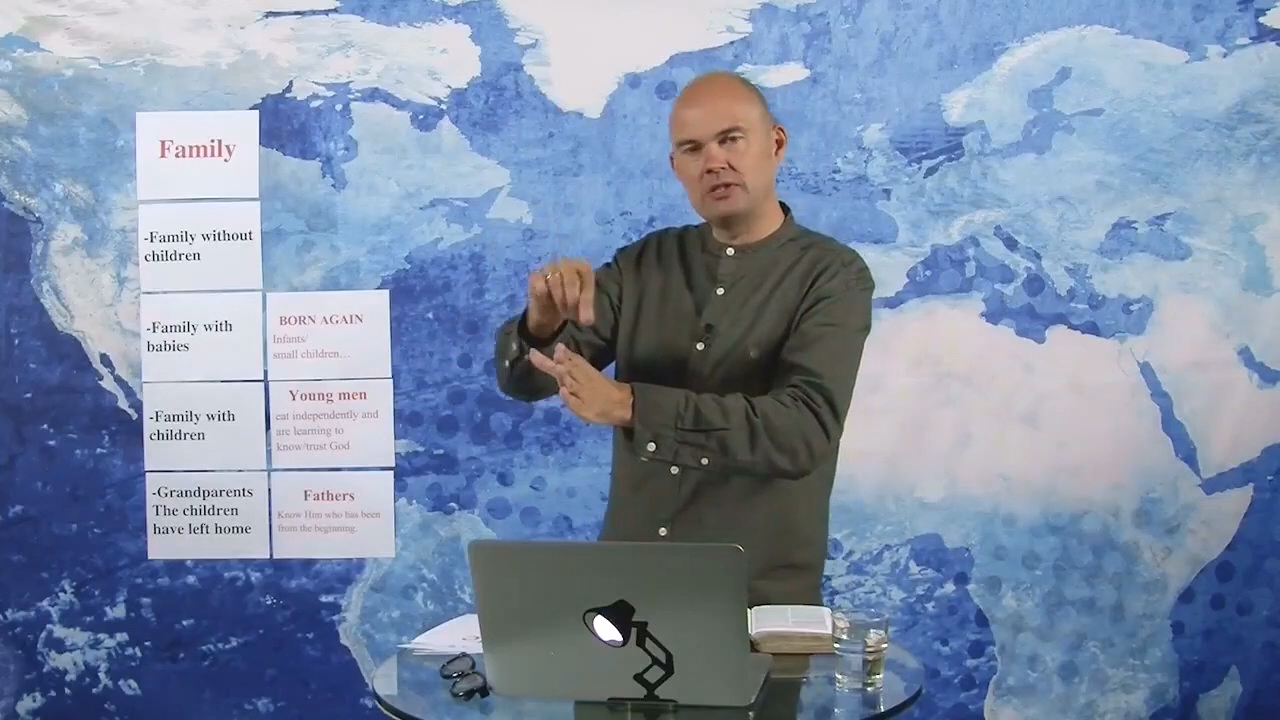 Family
-Family without
children
-Family with
babies
BORN AGAIN
Infants/
small children...
-Family with
children
Young men
eat independently and
are learning to
know/trust God
-Grandparents
The children
have left home
Fathers
Know Him who has been
from the beginning.